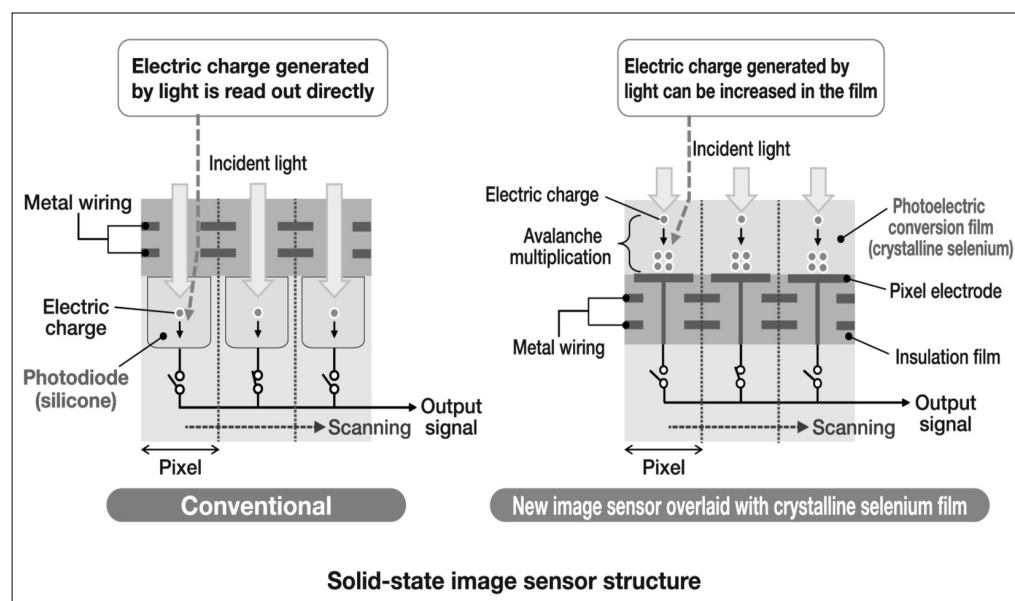 Electric charge generated
by light is read out directly
Incident light
Metal wiring
Electric
charge
Photodiode
(silicone)
Output
signal
Scanning
Pixel
Conventional
Electric charge generated by
light can be increased in the film
Incident light
Electric charge
Avalanche
multiplication
Photoelectric
conversion film
(crystalline selenium)
Pixel electrode
Metal wiring
Insulation film
Output
signal
Scanning
Pixel
New image sensor overlaid with crystalline selenium film
Solid-state image sensor structure